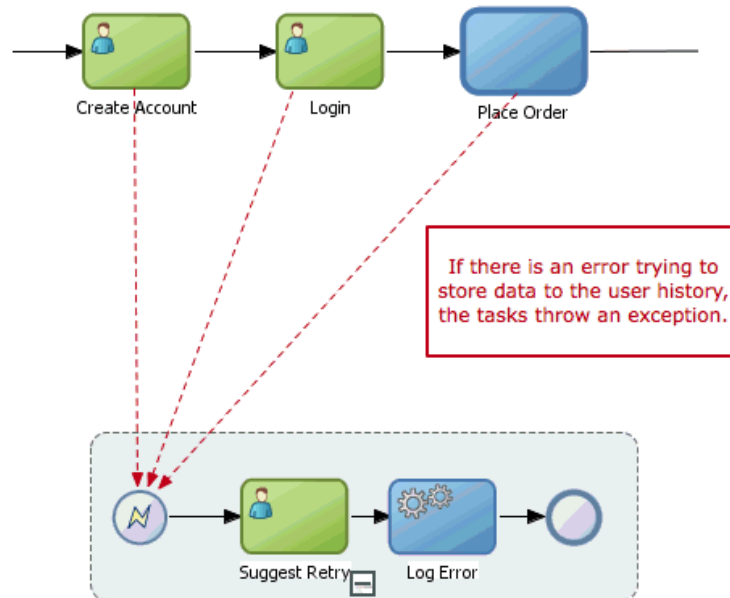 Create Account
Login
Place Order
If there is an error trying to
store data to the user history,
the tasks throw an exception.
Suggest Retry
Log Error